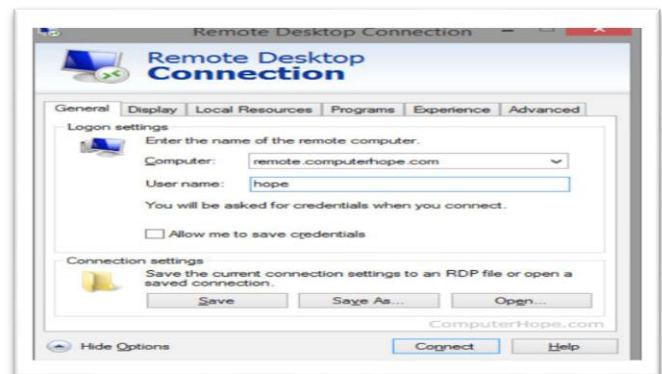 Remote Desktop Connection
Remote Desktop
Connection
General Display Local Resources Programs Experience Advanced
Logon settings
Enter the name of the remote computer.
Computer: remote.computerhope.com
User name: hope
You will be asked for credentials when you connect.
Allow me to save credentials
Connection settings
Save the current connection settings to an RDP file or open a
saved connection.
Save Save As... Open...
ComputerHope.com
Hide Options Connect Help